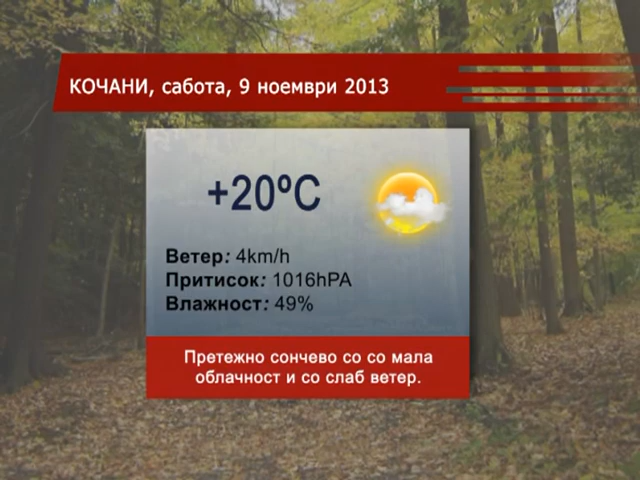 КОЧАНИ, сабота, 9 ноември 2013
+20ºC
Ветер: 4km/h
Притисок: 1016hPA
Влажност: 49%
Претежно сончево со со мала
облачност и со слаб ветер.